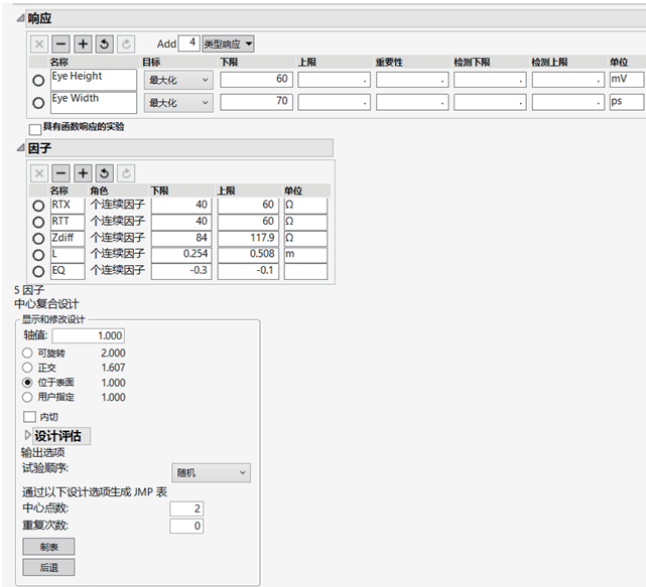 响应
Add 4 类型响应
名称 目标 下限 上限 重要性 检测下限 检测上限 单位
Eye Height 最大化 60 . . . . mV
Eye Width 最大化 70 . . . . ps
具有函数响应的实验
因子
名称 角色 下限 上限 单位
RTX 个连续因子 40 60 Ω
RTT 个连续因子 40 60 Ω
Zdiff 个连续因子 84 117.9 Ω
L 个连续因子 0.254 0.508 m
EQ 个连续因子 -0.3 -0.1
5 因子
中心复合设计
显示和修改设计
轴值: 1.000
可旋转 2.000
正交 1.607
位于表面 1.000
用户指定 1.000
内切
设计评估
输出选项
试验顺序: 随机
通过以下设计选项生成 JMP 表
中心点数: 2
重复次数: 0
制表
后退